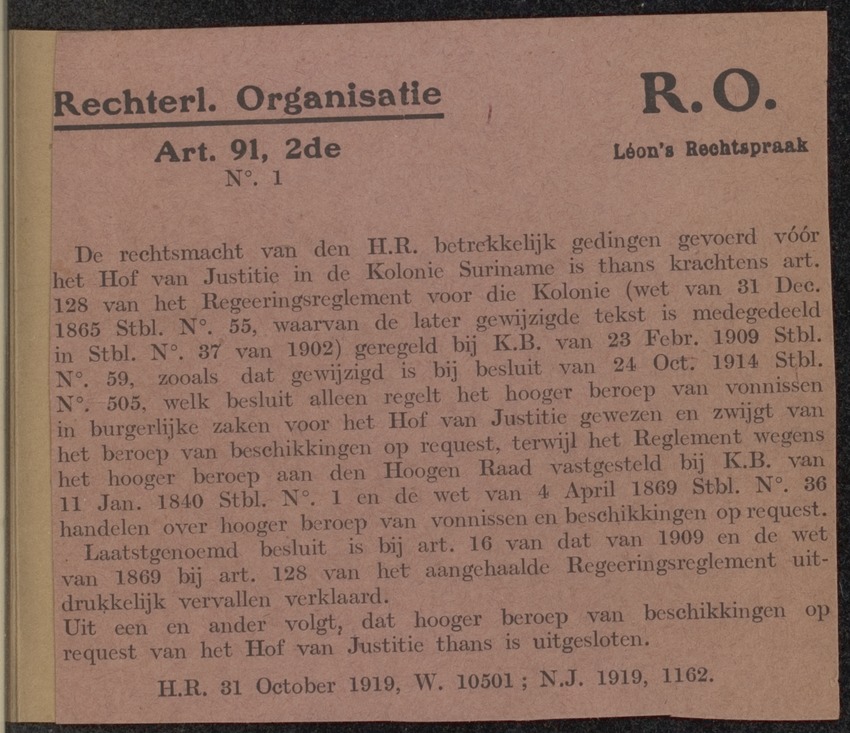 Rechterl. Organisatie
R.O.
Art. 91, 2de
Léon's Rechtspraak
N°. 1
De rechtsmacht van den H.R. betrekkelijk gedingen gevoerd vóór
het Hof van Justitie in de Kolonie Suriname is thans krachtens art.
128 van het Regeeringsreglement voor die Kolonie (wet van 31 Dec.
1865 Stbl. N°. 55, waarvan de later gewijzigde tekst is medegedeeld
in Stbl. N°. 37 van 1902) geregeld bij K.B. van 23 Febr. 1909 Stbl.
N°. 59, zooals dat gewijzigd is bij besluit van 24 Oct. 1914 Stbl.
N°. 505, welk besluit alleen regelt het hooger beroep van vonnissen
in burgerlijke zaken voor het Hof van Justitie gewezen en zwijgt van
het beroep van beschikkingen op request, terwijl het Reglement wegens
het hooger beroep aan den Hoogen Raad vastgesteld bij K.B. van
11 Jan. 1840 Stbl. N°. 1 en de wet van 4 April 1869 Stbl. N°. 36
handelen over hooger beroep van vonnissen en beschikkingen op request.
Laatstgenoemd besluit is bij art. 16 van dat van 1909 en de wet
van 1869 bij art. 128 van het aangehaalde Regeeringsreglement uit-
drukkelijk vervallen verklaard.
Uit een en ander volgt, dat hooger beroep van beschikkingen op
request van het Hof van Justitie thans is uitgesloten.
H.R. 31 October 1919, W. 10501 ; N.J. 1919, 1162.